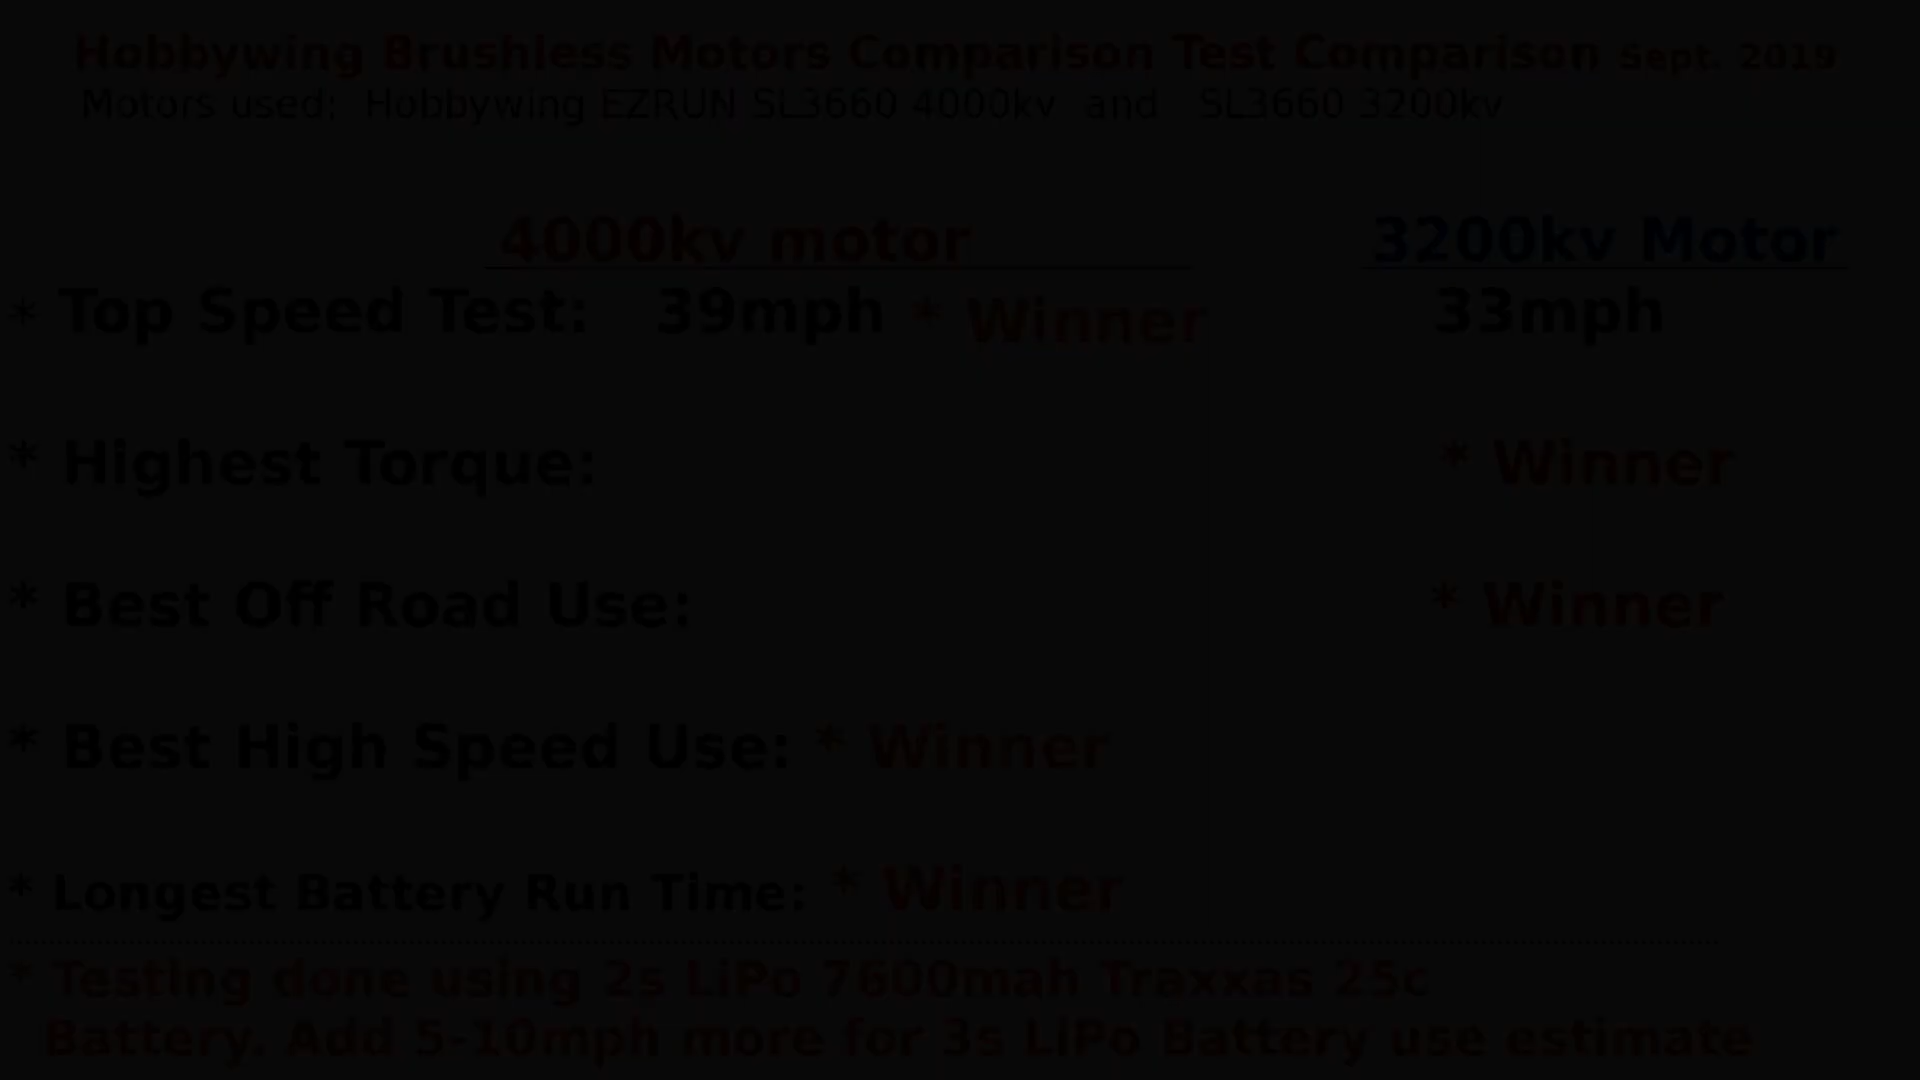 Hobbywing Brushless Motors Comparison Test Comparison Sept. 2019
Motors used: Hobbywing EZRUN SL3660 4000kv and SL3660 3200kv
4000kv motor 3200kv Motor
* Top Speed Test: 39mph * Winner 33mph
* Highest Torque: * Winner
* Best Off Road Use: * Winner
* Best High Speed Use: * Winner
* Longest Battery Run Time: * Winner
* Testing done using 2s LiPo 7600mah Traxxas 25c
Battery. Add 5-10mph more for 3s LiPo Battery use estimate